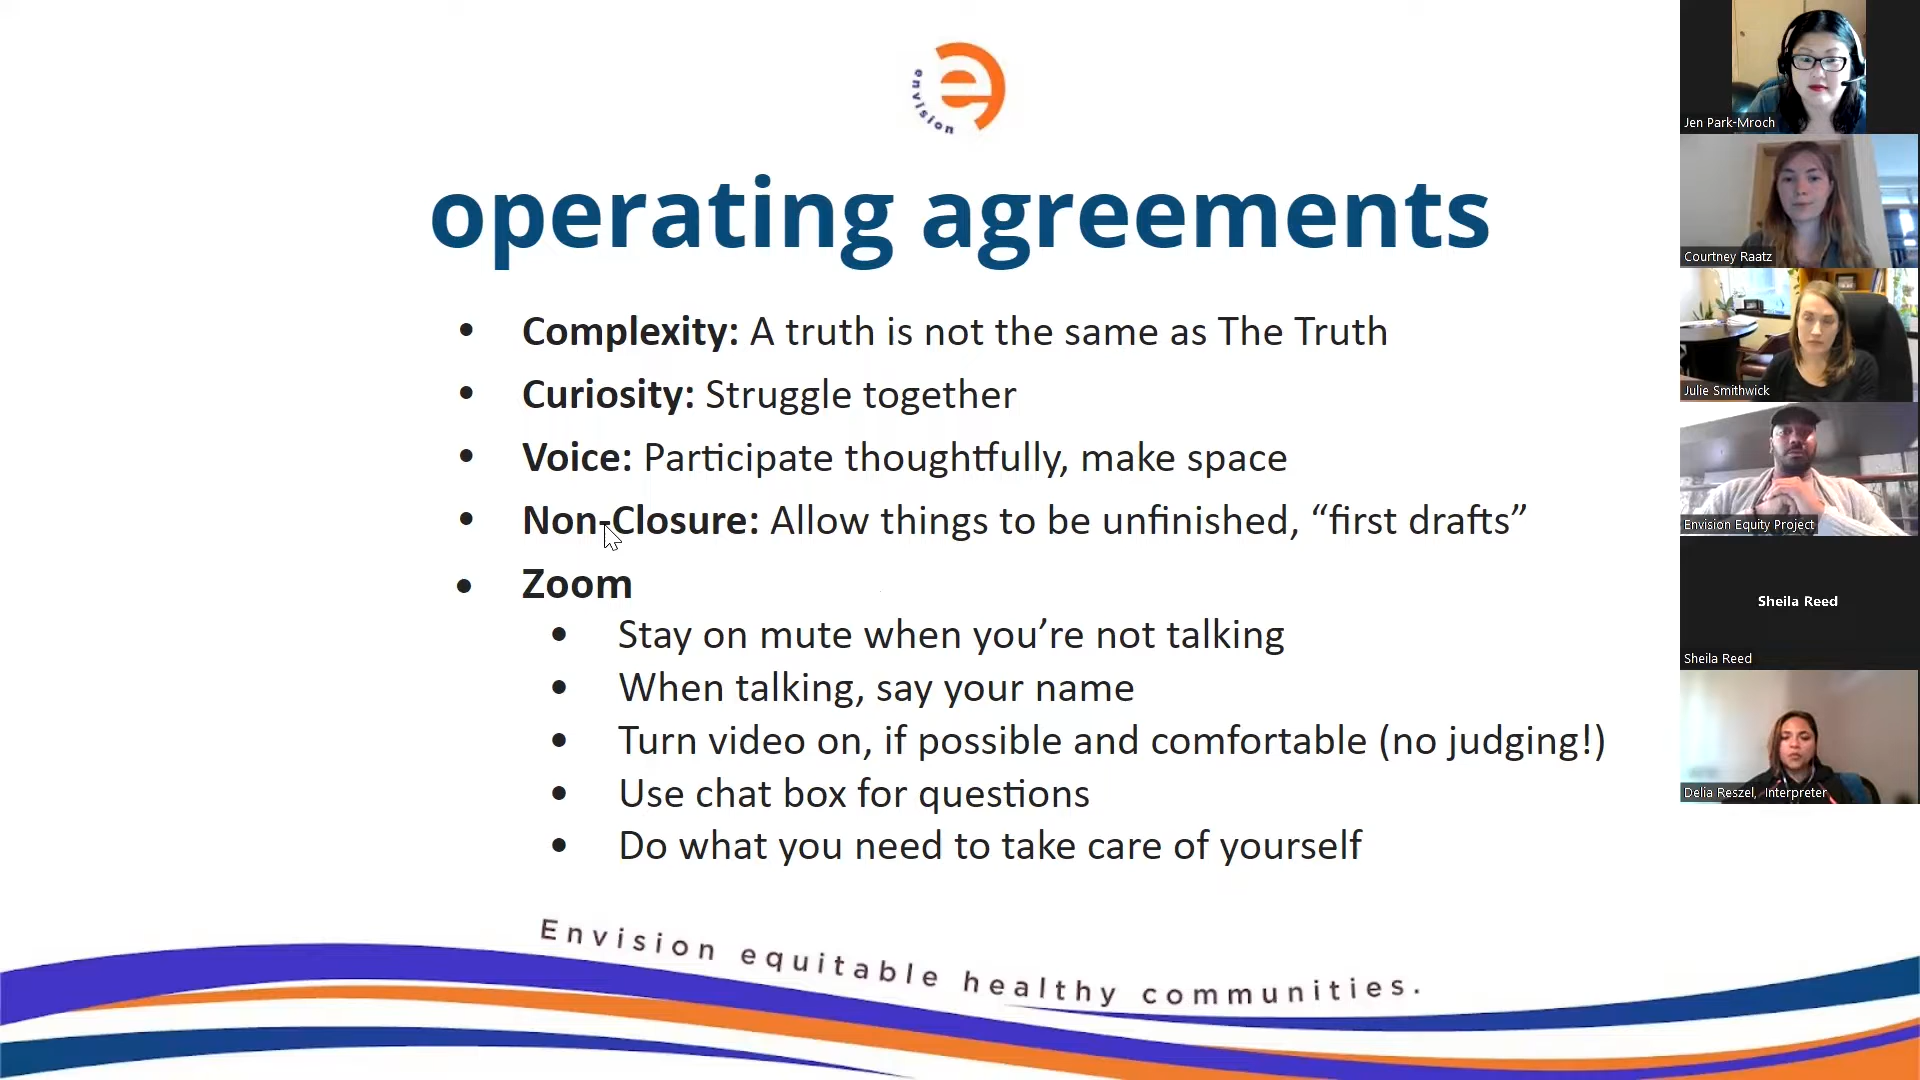 envision
operating agreements
• Complexity: A truth is not the same as The Truth
• Curiosity: Struggle together
• Voice: Participate thoughtfully, make space
• Non-Closure: Allow things to be unfinished, “first drafts”
• Zoom
• Stay on mute when you’re not talking
• When talking, say your name
• Turn video on, if possible and comfortable (no judging!)
• Use chat box for questions
• Do what you need to take care of yourself
Envision equitable healthy communities.
Jen Park-Mroch
Courtney Raatz
Julie Smithwick
Envision Equity Project
Sheila Reed
Sheila Reed
Delia Reszel, Interpreter